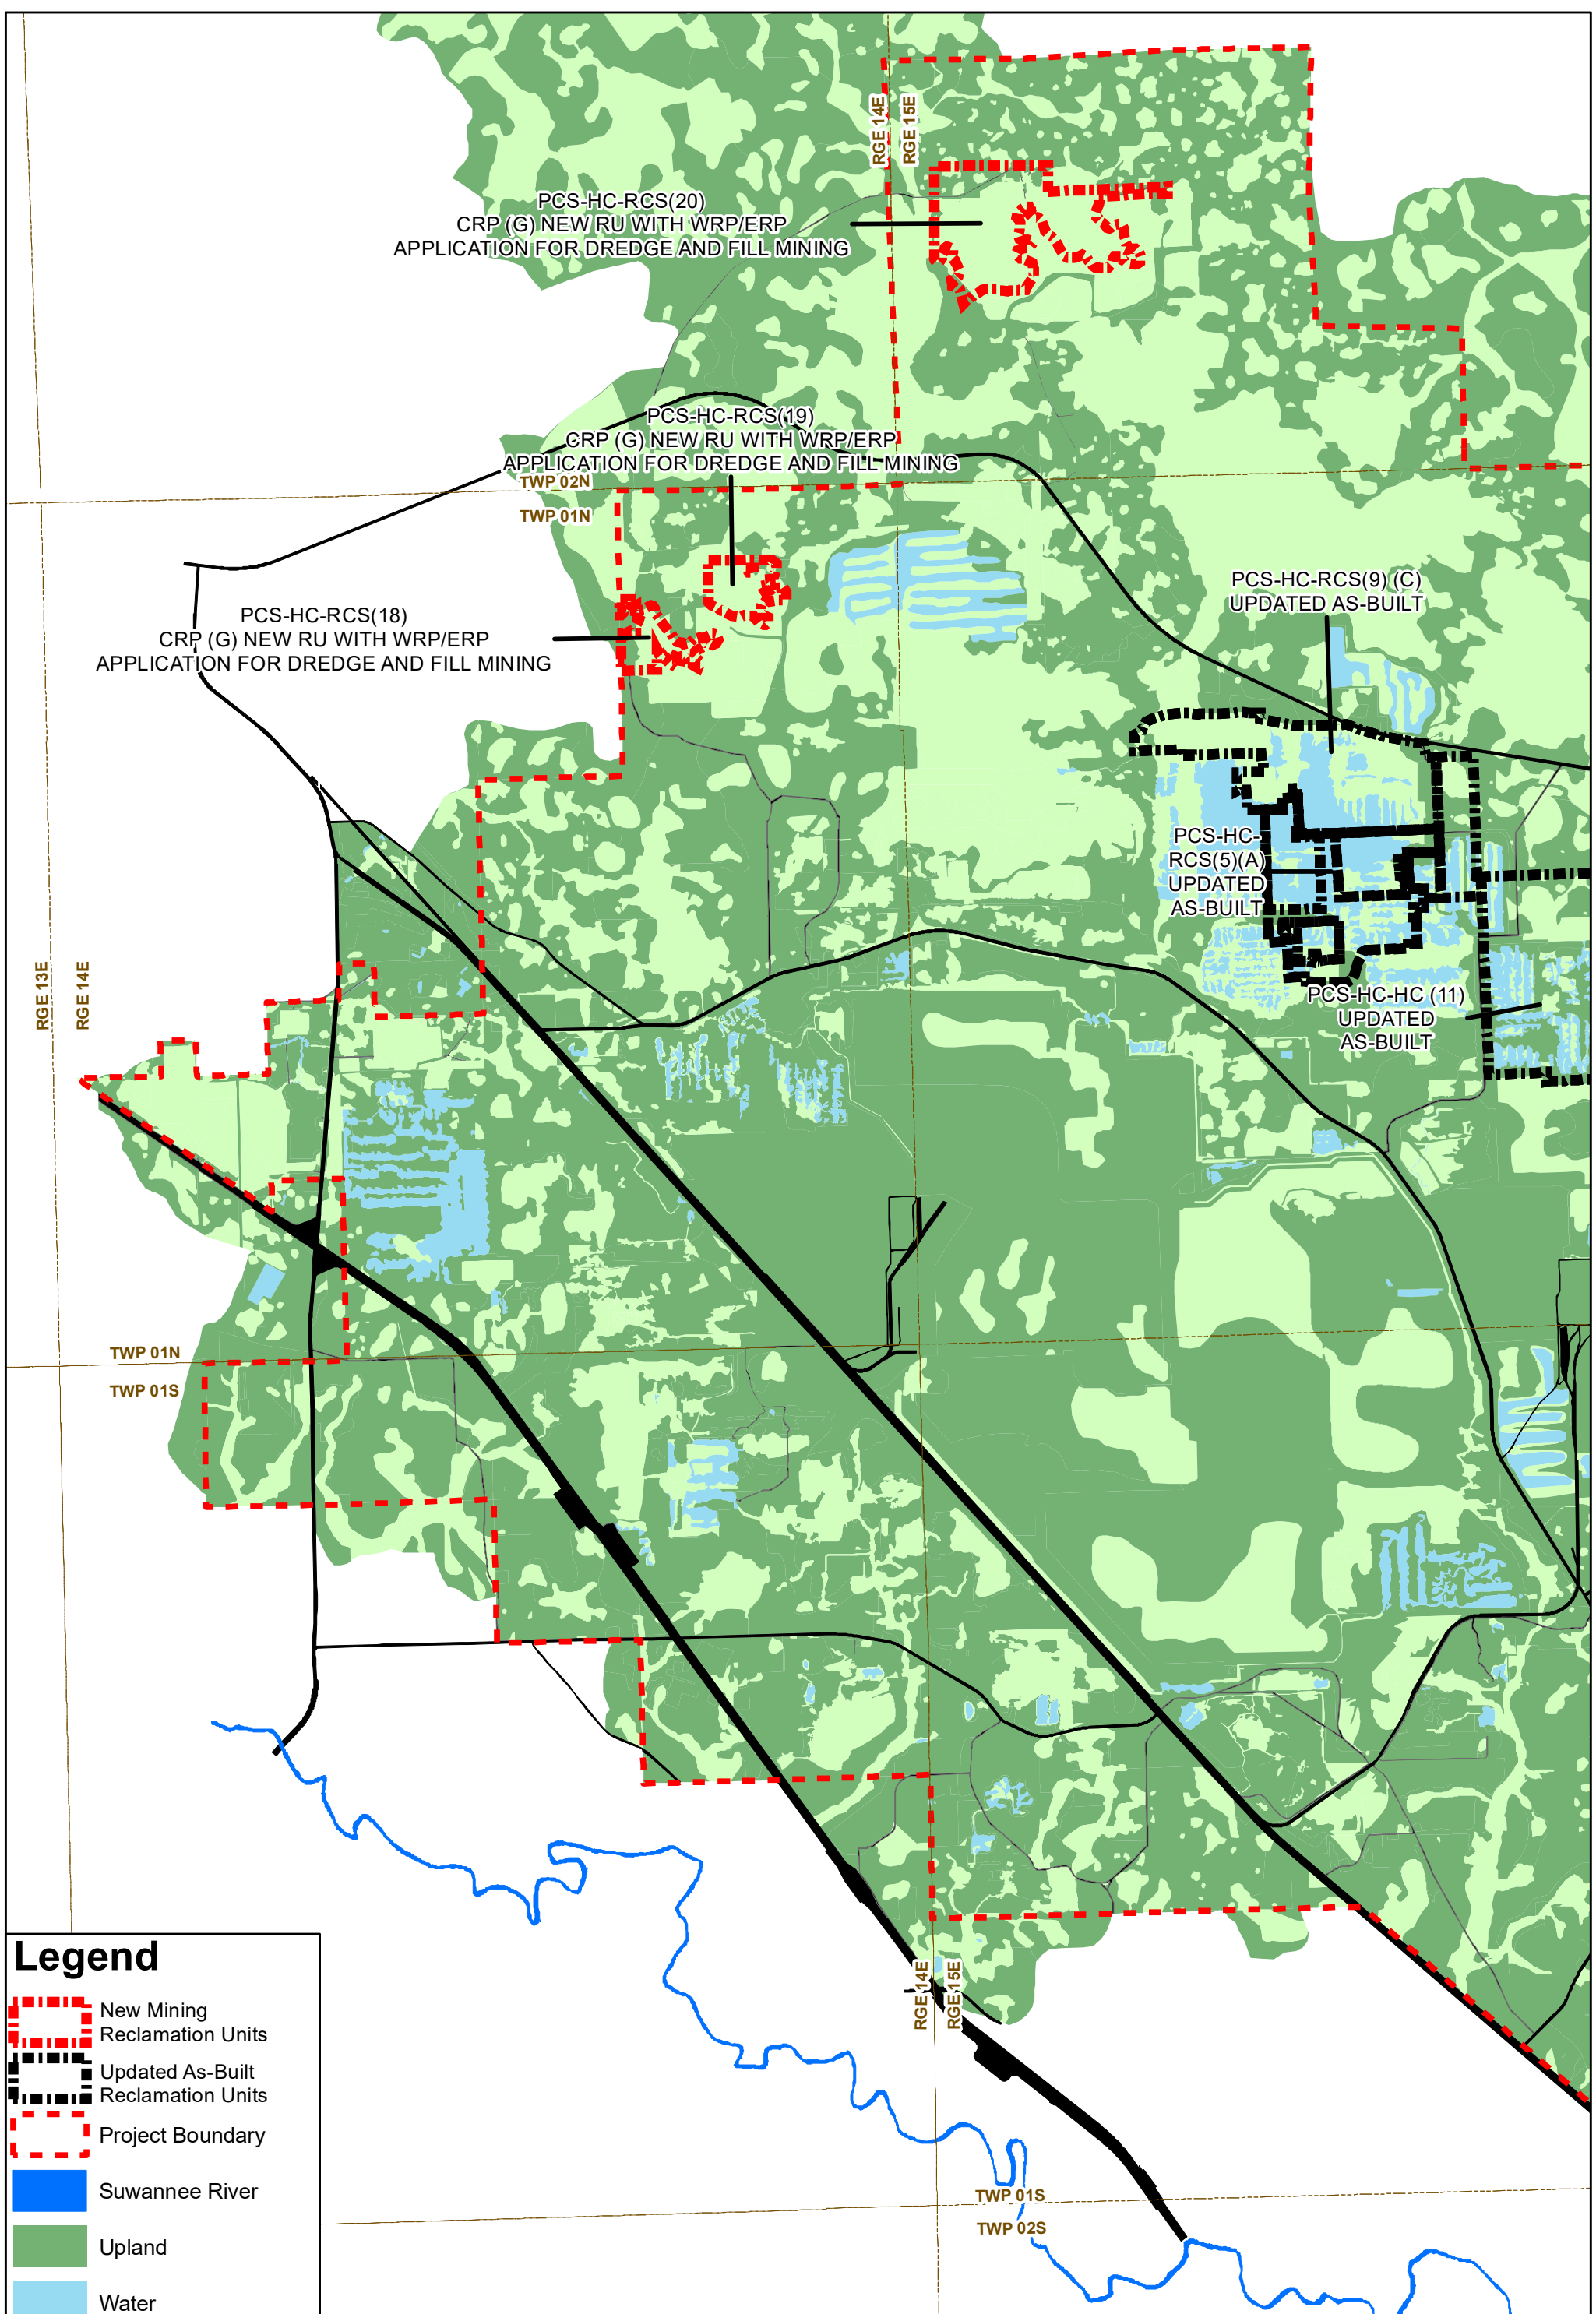 RGE 14E
RGE 15E
PCS-HC-RCS(20)
CRP (G) NEW RU WITH WRP/ERP
APPLICATION FOR DREDGE AND FILL MINING
PCS-HC-RCS(19)
CRP (G) NEW RU WITH WRP/ERP
APPLICATION FOR DREDGE AND FILL MINING
TWP 02N
TWP 01N
PCS-HC-RCS(9) (C)
UPDATED AS-BUILT
PCS-HC-RCS(18)
CRP (G) NEW RU WITH WRP/ERP
APPLICATION FOR DREDGE AND FILL MINING
PCS-HC-
RCS(5)(A)
UPDATED
AS-BUILT
RGE 13E
RGE 14E
PCS-HC-HC (11)
UPDATED
AS-BUILT
TWP 01N
TWP 01S
RGE 14E
RGE 15E
Legend
New Mining
Reclamation Units
Updated As-Built
Reclamation Units
Project Boundary
Suwannee River
Upland
Water
TWP 01S
TWP 02S